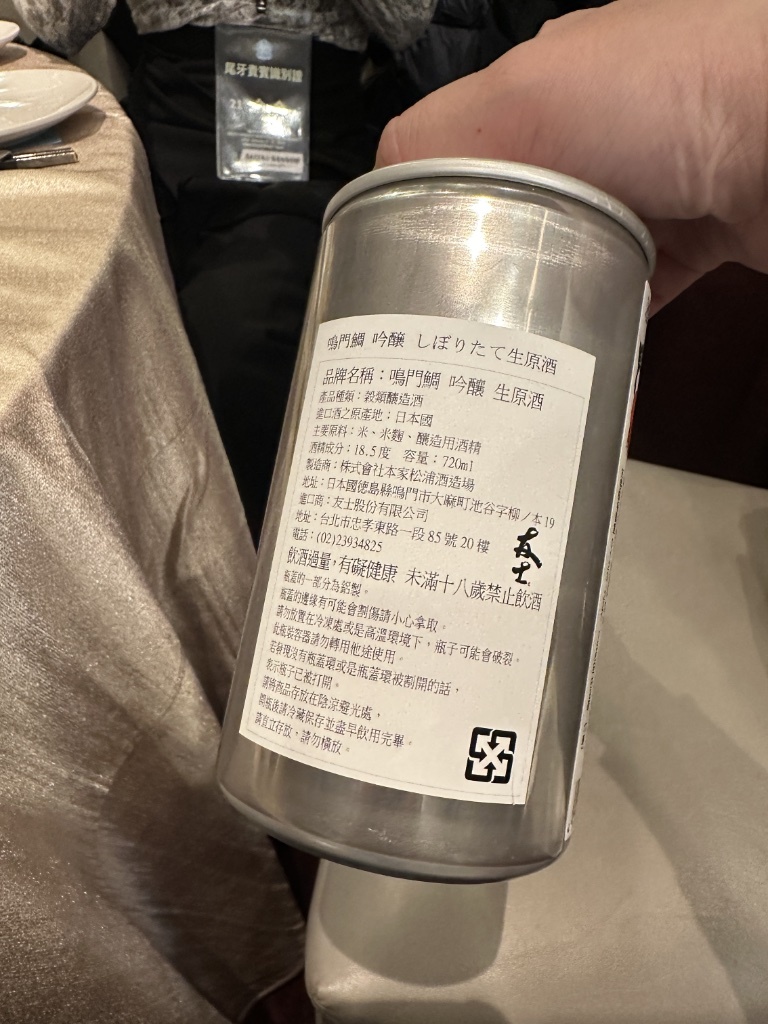 尾牙貴賓識別證
鳴門鯛 吟醸 しぼりたて生原酒
品牌名稱：鳴門鯛 吟釀 生原酒
產品種類：穀類釀造酒
進口酒之原產地：日本國
主要原料：米、米麴、釀造用酒精
酒精成分：18.5度 容量：720ml
製造商：株式會社本家松浦酒造場
地址：日本國德島縣鳴門市大麻町池谷字柳ノ本19
進口商：友士股份有限公司
地址：台北市忠孝東路一段85號20樓
電話：(02)23934825
友士
飲酒過量，有礙健康 未滿十八歲禁止飲酒
瓶蓋的一部分為鋁製。
瓶蓋的邊緣有可能會割傷請小心拿取。
請勿放置在冷凍處或是高溫環境下，瓶子可能會破裂。
此瓶裝容器請勿轉用他途使用。
若發現沒有瓶蓋環或是瓶蓋環被割開的話，
表示瓶子已被打開。
請將商品存放在陰涼避光處，
開瓶後請冷藏保存並盡早飲用完畢。
請直立存放，請勿橫放。